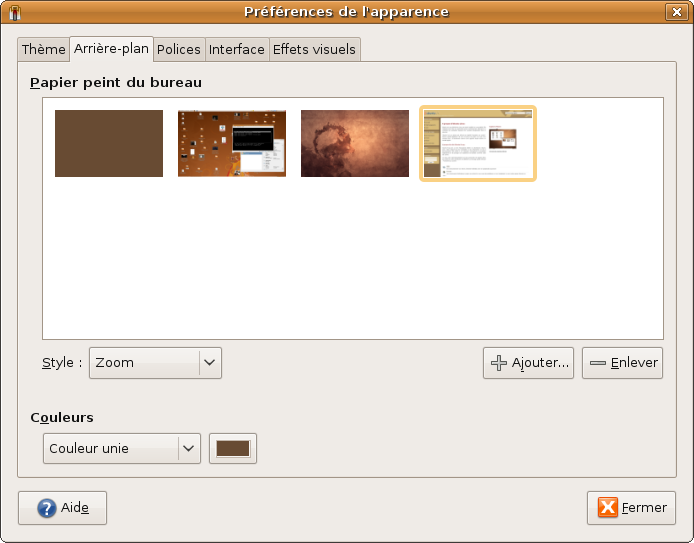 Préférences de l'apparence
Thème Arrière-plan Polices Interface Effets visuels
Papier peint du bureau
Style : Zoom Ajouter... Enlever
Couleurs
Couleur unie
Aide Fermer